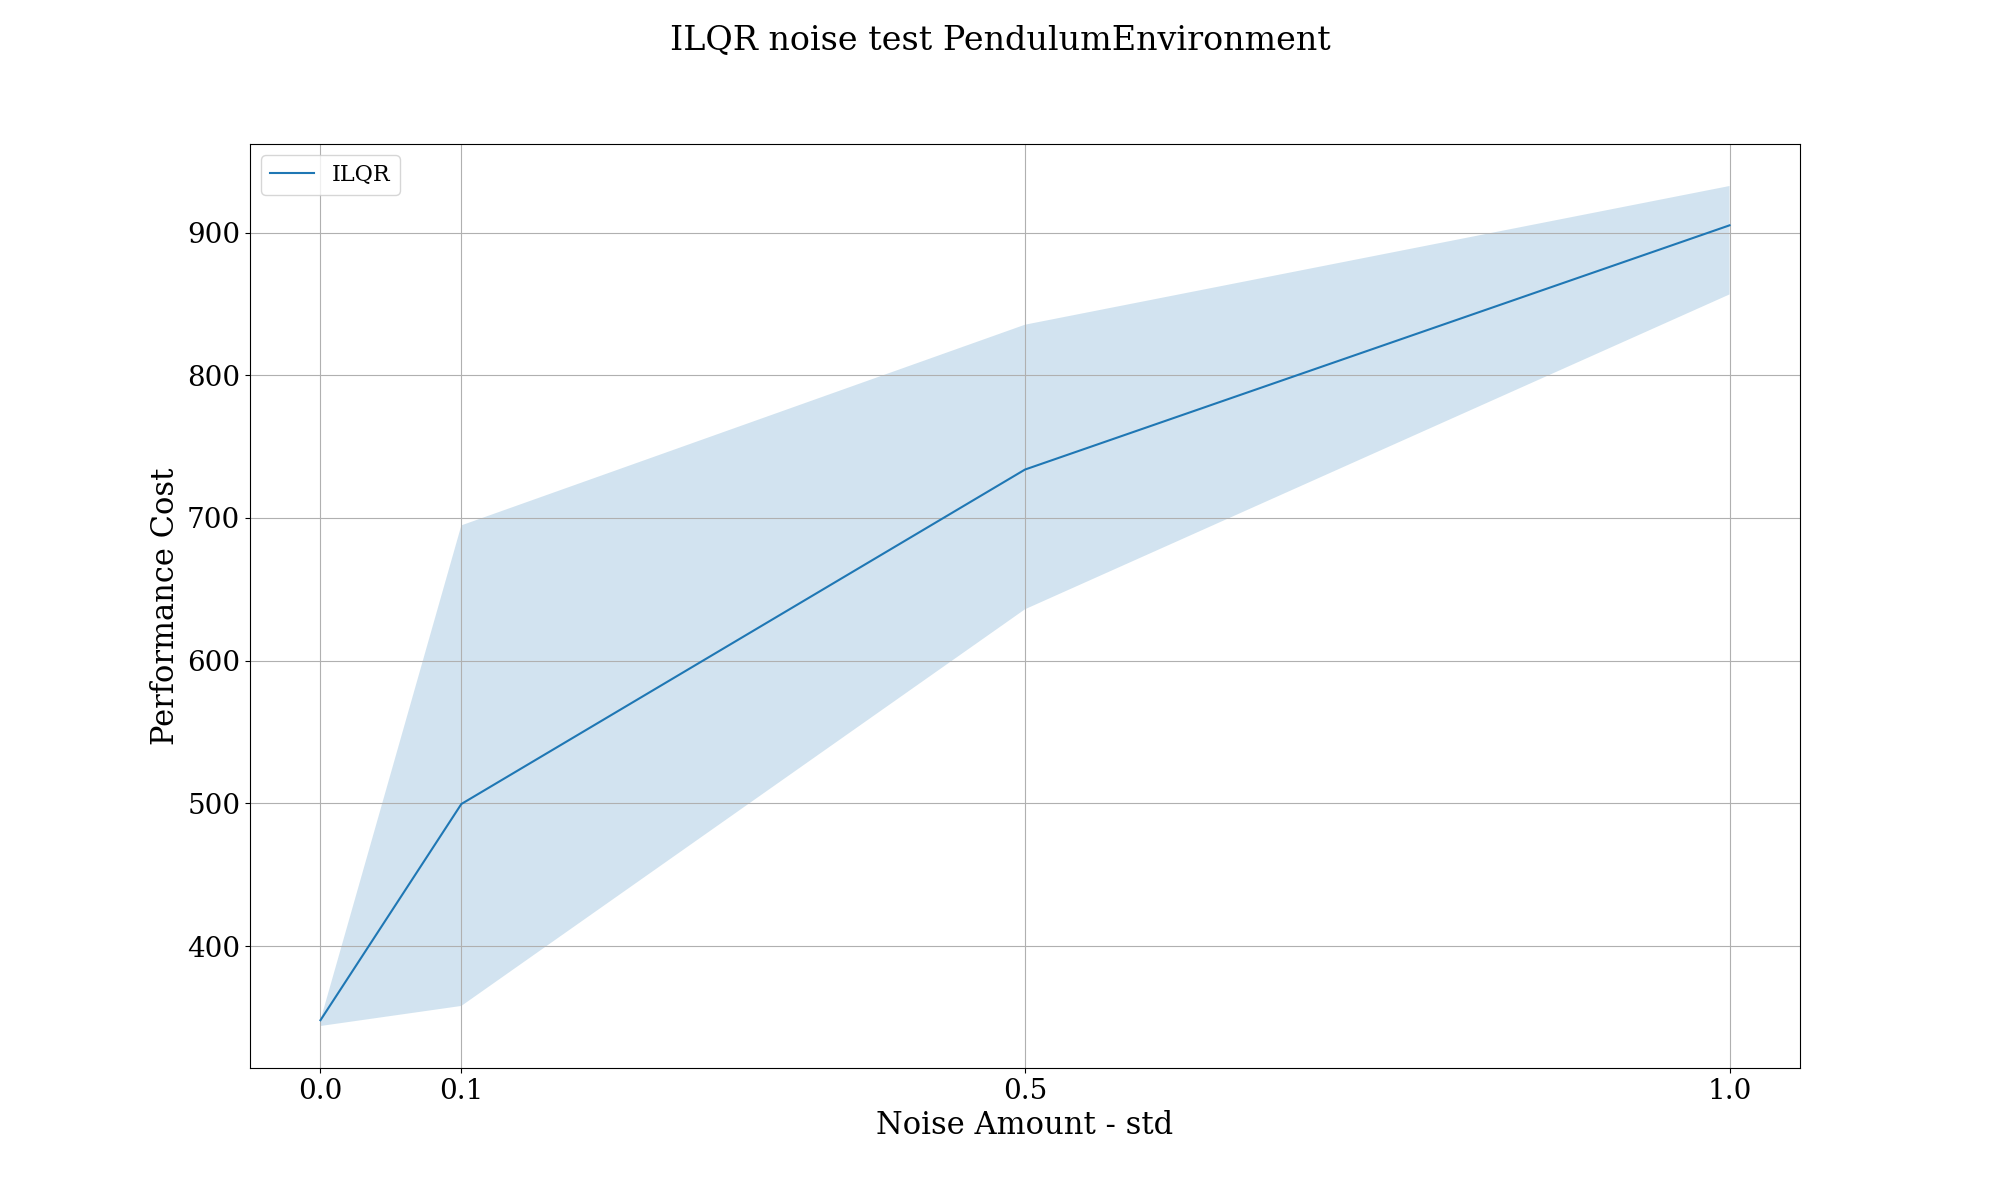 ILQR noise test PendulumEnvironment
ILQR
900
800
700
600
500
400
Performance Cost
0.0 0.1 0.5 1.0
Noise Amount - std